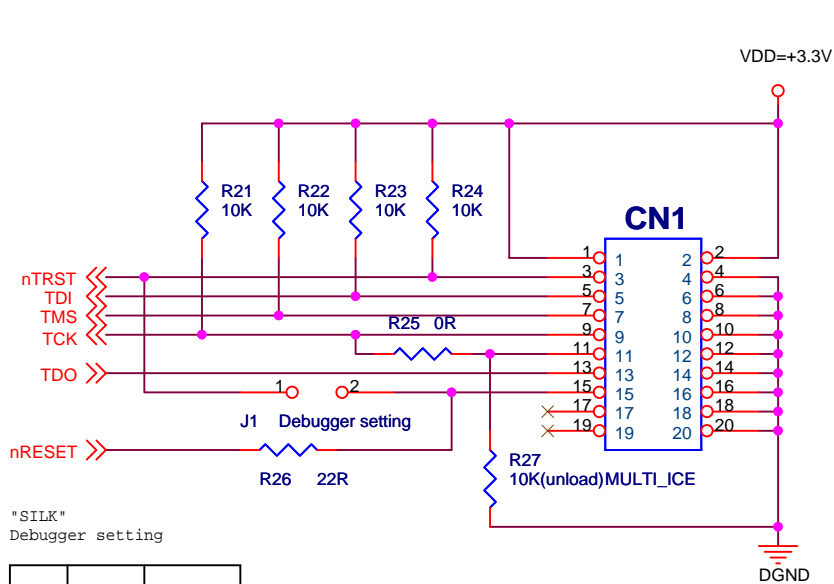 VDD=+3.3V
R21
10K
R22
10K
R23
10K
R24
10K
CN1
nTRST
TDI
TMS
TCK
TDO
nRESET
R25 0R
1 1 2 2
3 3 4 4
5 5 6 6
7 7 8 8
9 9 10 10
11 11 12 12
13 13 14 14
15 15 16 16
17 17 18 18
19 19 20 20
1 2
J1 Debugger setting
R26 22R
R27
10K(unload)
MULTI_ICE
"SILK"
Debugger setting
DGND